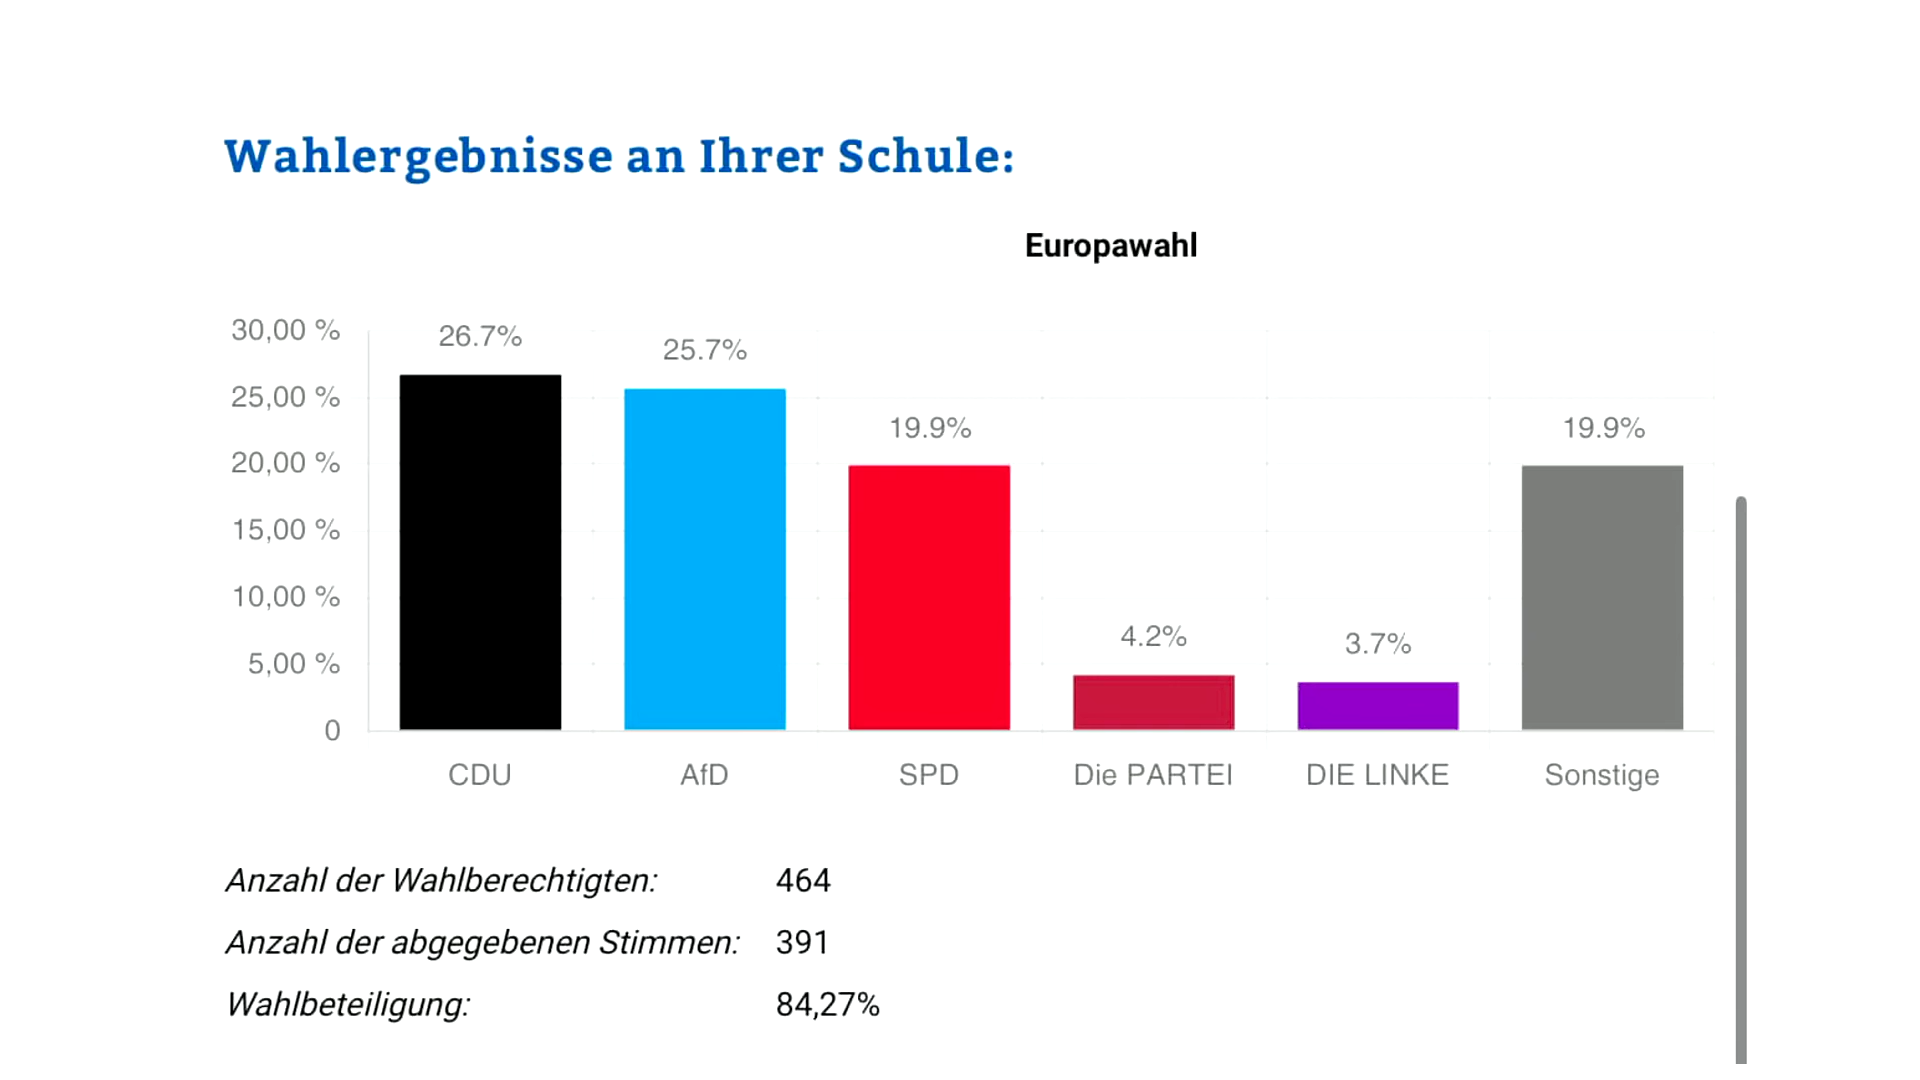 Wahlergebnisse an Ihrer Schule:
Europawahl
30,00 %
25,00 %
20,00 %
15,00 %
10,00 %
5,00 %
0
26.7%
25.7%
19.9%
4.2%
3.7%
19.9%
CDU
AfD
SPD
Die PARTEI
DIE LINKE
Sonstige
Anzahl der Wahlberechtigten: 464
Anzahl der abgegebenen Stimmen: 391
Wahlbeteiligung: 84,27%